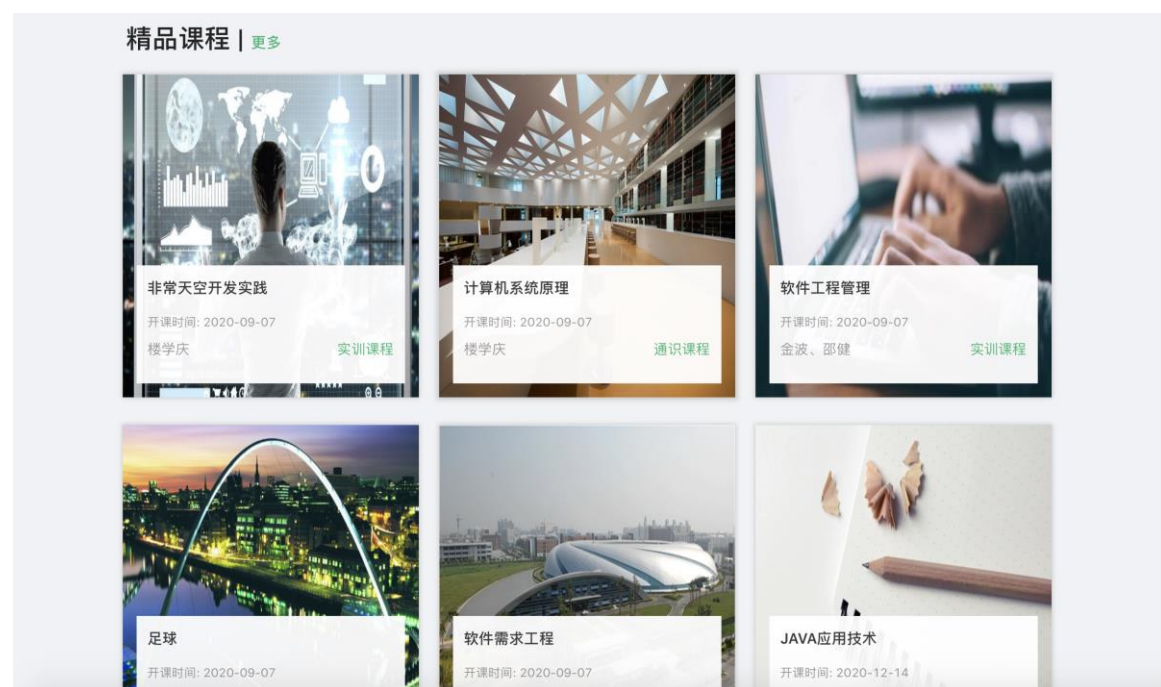 精品课程 | 更多
非常天空开发实践
开课时间: 2020-09-07
楼学庆 实训课程
计算机系统原理
开课时间: 2020-09-07
楼学庆 通识课程
软件工程管理
开课时间: 2020-09-07
金波、邵健 实训课程
足球
开课时间: 2020-09-07
软件需求工程
开课时间: 2020-09-07
JAVA应用技术
开课时间: 2020-12-14